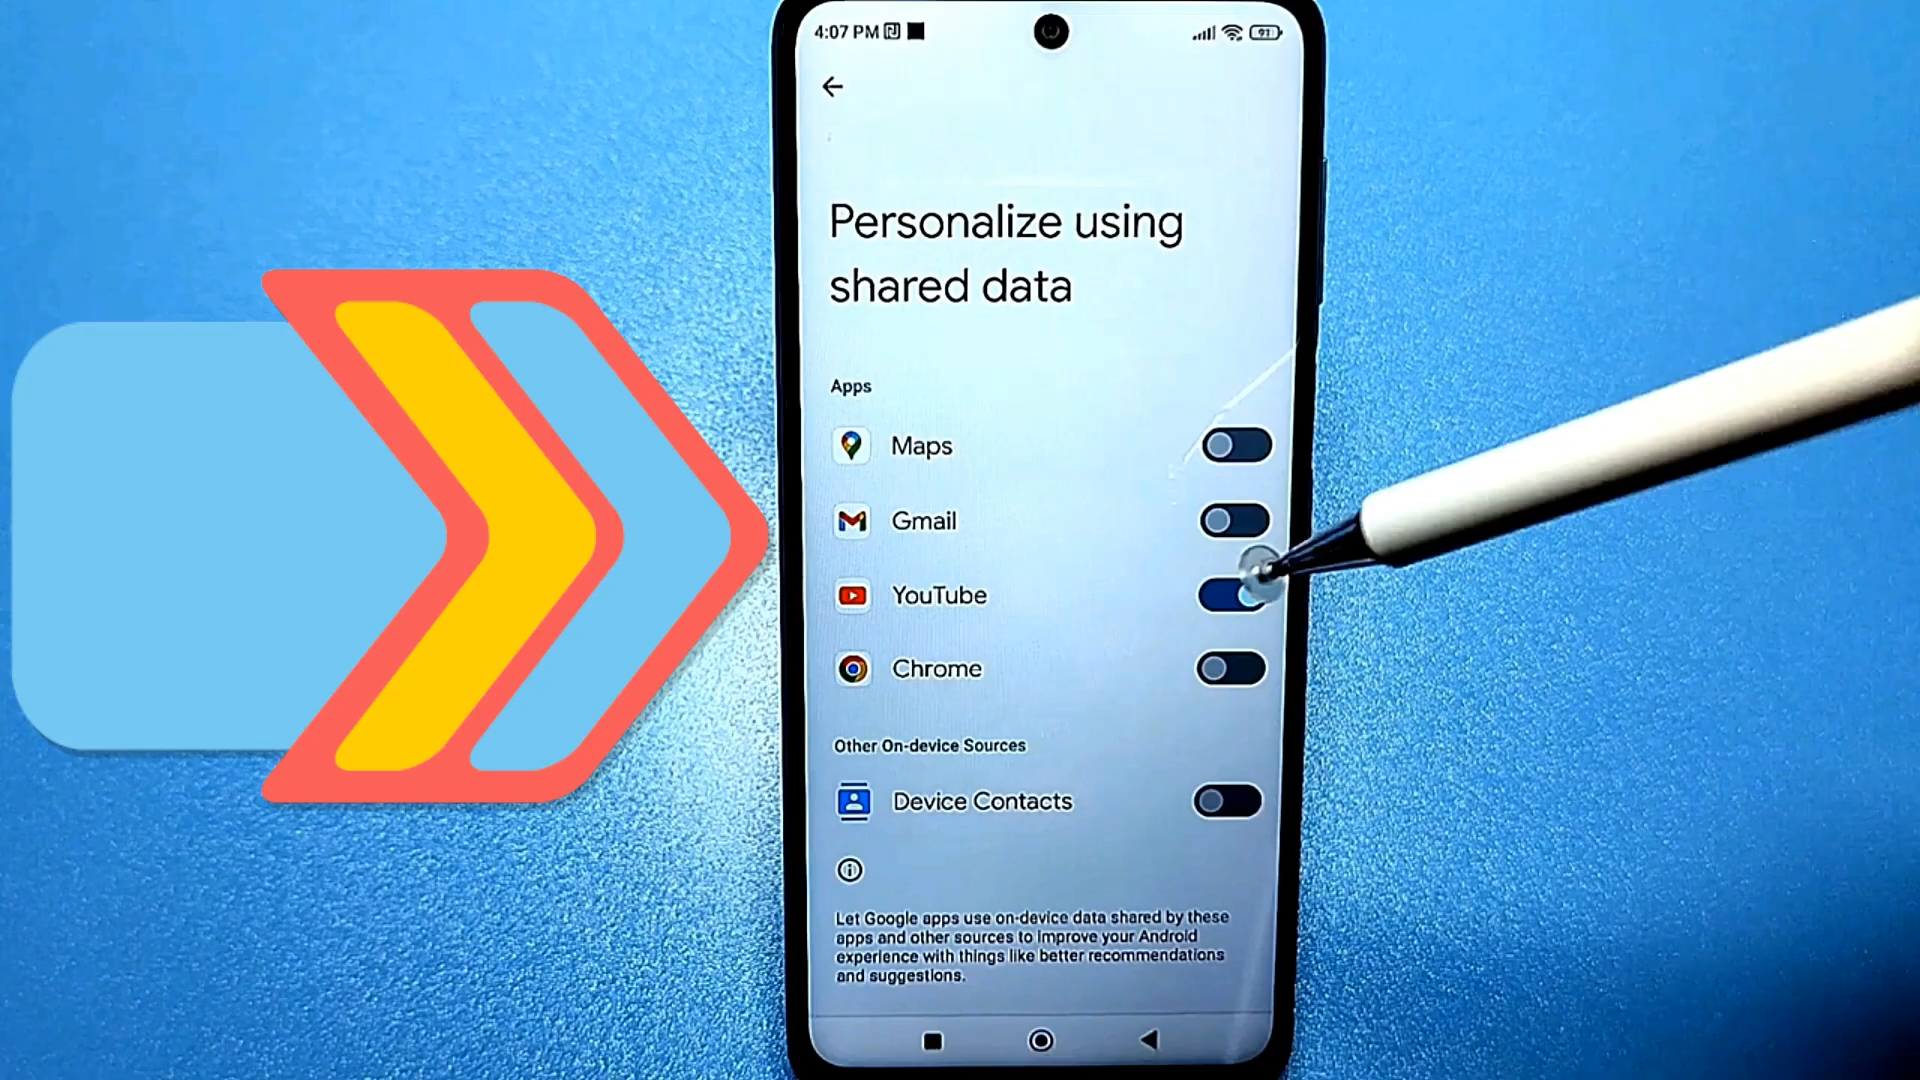 4:07 PM
91
Personalize using
shared data
Apps
Maps
Gmail
YouTube
Chrome
Other On-device Sources
Device Contacts
Let Google apps use on-device data shared by these
apps and other sources to improve your Android
experience with things like better recommendations
and suggestions.